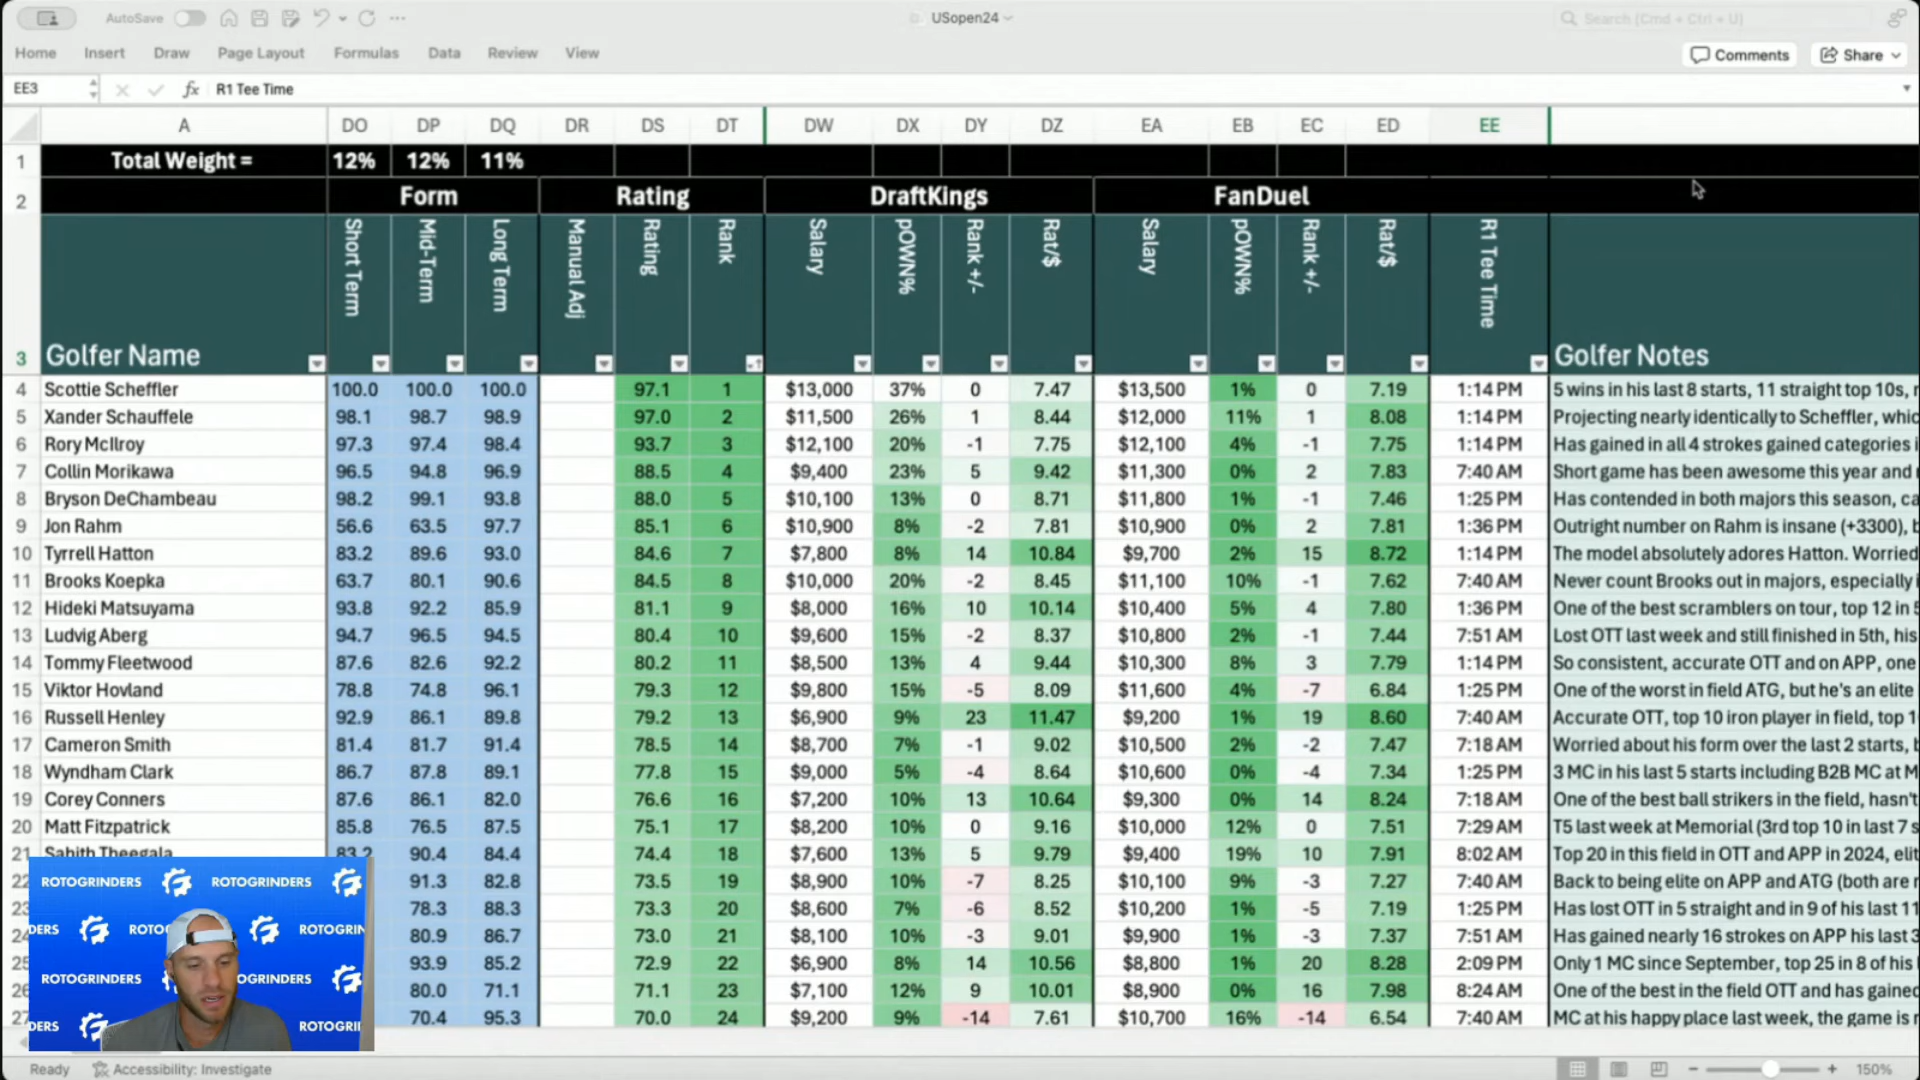 AutoSave
USopen24
Search (Cmd + Ctrl + U)
Home Insert Draw Page Layout Formulas Data Review View
Comments Share
EE3 fx R1 Tee Time
A DO DP DQ DR DS DT DW DX DY DZ EA EB EC ED EE
1 Total Weight = 12% 12% 11%
2 Form Rating DraftKings FanDuel
3 Golfer Name Short Term Mid-Term Long Term Manual Adj Rating Rank Salary pOWN% Rank +/- Rat/$ Salary pOWN% Rank +/- Rat/$ R1 Tee Time Golfer Notes
4 Scottie Scheffler 100.0 100.0 100.0 97.1 1 $13,000 37% 0 7.47 $13,500 1% 0 7.19 1:14 PM 5 wins in his last 8 starts, 11 straight top 10s,
5 Xander Schauffele 98.1 98.7 98.9 97.0 2 $11,500 26% 1 8.44 $12,000 11% 1 8.08 1:14 PM Projecting nearly identically to Scheffler, whic
6 Rory McIlroy 97.3 97.4 98.4 93.7 3 $12,100 20% -1 7.75 $12,100 4% -1 7.75 1:14 PM Has gained in all 4 strokes gained categories i
7 Collin Morikawa 96.5 94.8 96.9 88.5 4 $9,400 23% 5 9.42 $11,300 0% 2 7.83 7:40 AM Short game has been awesome this year and
8 Bryson DeChambeau 98.2 99.1 93.8 88.0 5 $10,100 13% 0 8.71 $11,800 1% -1 7.46 1:25 PM Has contended in both majors this season, ca
9 Jon Rahm 56.6 63.5 97.7 85.1 6 $10,900 8% -2 7.81 $10,900 0% 2 7.81 1:36 PM Outright number on Rahm is insane (+3300), b
10 Tyrrell Hatton 83.2 89.6 93.0 84.6 7 $7,800 8% 14 10.84 $9,700 2% 15 8.72 1:14 PM The model absolutely adores Hatton. Worried
11 Brooks Koepka 63.7 80.1 90.6 84.5 8 $10,000 20% -2 8.45 $11,100 10% -1 7.62 7:40 AM Never count Brooks out in majors, especially i
12 Hideki Matsuyama 93.8 92.2 85.9 81.1 9 $8,000 16% 10 10.14 $10,400 5% 4 7.80 1:36 PM One of the best scramblers on tour, top 12 in 5
13 Ludvig Aberg 94.7 96.5 94.5 80.4 10 $9,600 15% -2 8.37 $10,800 2% -1 7.44 7:51 AM Lost OTT last week and still finished in 5th, his
14 Tommy Fleetwood 87.6 82.6 92.2 80.2 11 $8,500 13% 4 9.44 $10,300 8% 3 7.79 1:14 PM So consistent, accurate OTT and on APP, one
15 Viktor Hovland 78.8 74.8 96.1 79.3 12 $9,800 15% -5 8.09 $11,600 4% -7 6.84 1:25 PM One of the worst in field ATG, but he's an elite
16 Russell Henley 92.9 86.1 89.8 79.2 13 $6,900 9% 23 11.47 $9,200 1% 19 8.60 7:40 AM Accurate OTT, top 10 iron player in field, top 1
17 Cameron Smith 81.4 81.7 91.4 78.5 14 $8,700 7% -1 9.02 $10,500 2% -2 7.47 7:18 AM Worried about his form over the last 2 starts, b
18 Wyndham Clark 86.7 87.8 89.1 77.8 15 $9,000 5% -4 8.64 $10,600 0% -4 7.34 1:25 PM 3 MC in his last 5 starts including B2B MC at M
19 Corey Conners 87.6 86.1 82.0 76.6 16 $7,200 10% 13 10.64 $9,300 0% 14 8.24 7:18 AM One of the best ball strikers in the field, hasn't
20 Matt Fitzpatrick 85.8 76.5 87.5 75.1 17 $8,200 10% 0 9.16 $10,000 12% 0 7.51 7:29 AM T5 last week at Memorial (3rd top 10 in last 7 s
21 Sahith Theegala 83.2 90.4 84.4 74.4 18 $7,600 13% 5 9.79 $9,400 19% 10 7.91 8:02 AM Top 20 in this field in OTT and APP in 2024, elit
22 91.3 82.8 73.5 19 $8,900 10% -7 8.25 $10,100 9% -3 7.27 7:40 AM Back to being elite on APP and ATG (both are
23 78.3 88.3 73.3 20 $8,600 7% -6 8.52 $10,200 1% -5 7.19 1:25 PM Has lost OTT in 5 straight and in 9 of his last 11
24 80.9 86.7 73.0 21 $8,100 10% -3 9.01 $9,900 1% -3 7.37 7:51 AM Has gained nearly 16 strokes on APP his last 3
25 93.9 85.2 72.9 22 $6,900 8% 14 10.56 $8,800 1% 20 8.28 2:09 PM Only 1 MC since September, top 25 in 8 of his
26 80.0 71.1 71.1 23 $7,100 12% 9 10.01 $8,900 0% 16 7.98 8:24 AM One of the best in the field OTT and has gained
27 70.4 95.3 70.0 24 $9,200 9% -14 7.61 $10,700 16% -14 6.54 7:40 AM MC at his happy place last week, the game is
ROTOGRINDERS ROTOGRINDERS
DERS ROTO ROTOGRIN
ROTOGRINDERS OGRINDERS
DERS ROTOGRIN
Ready Accessibility: Investigate 150%